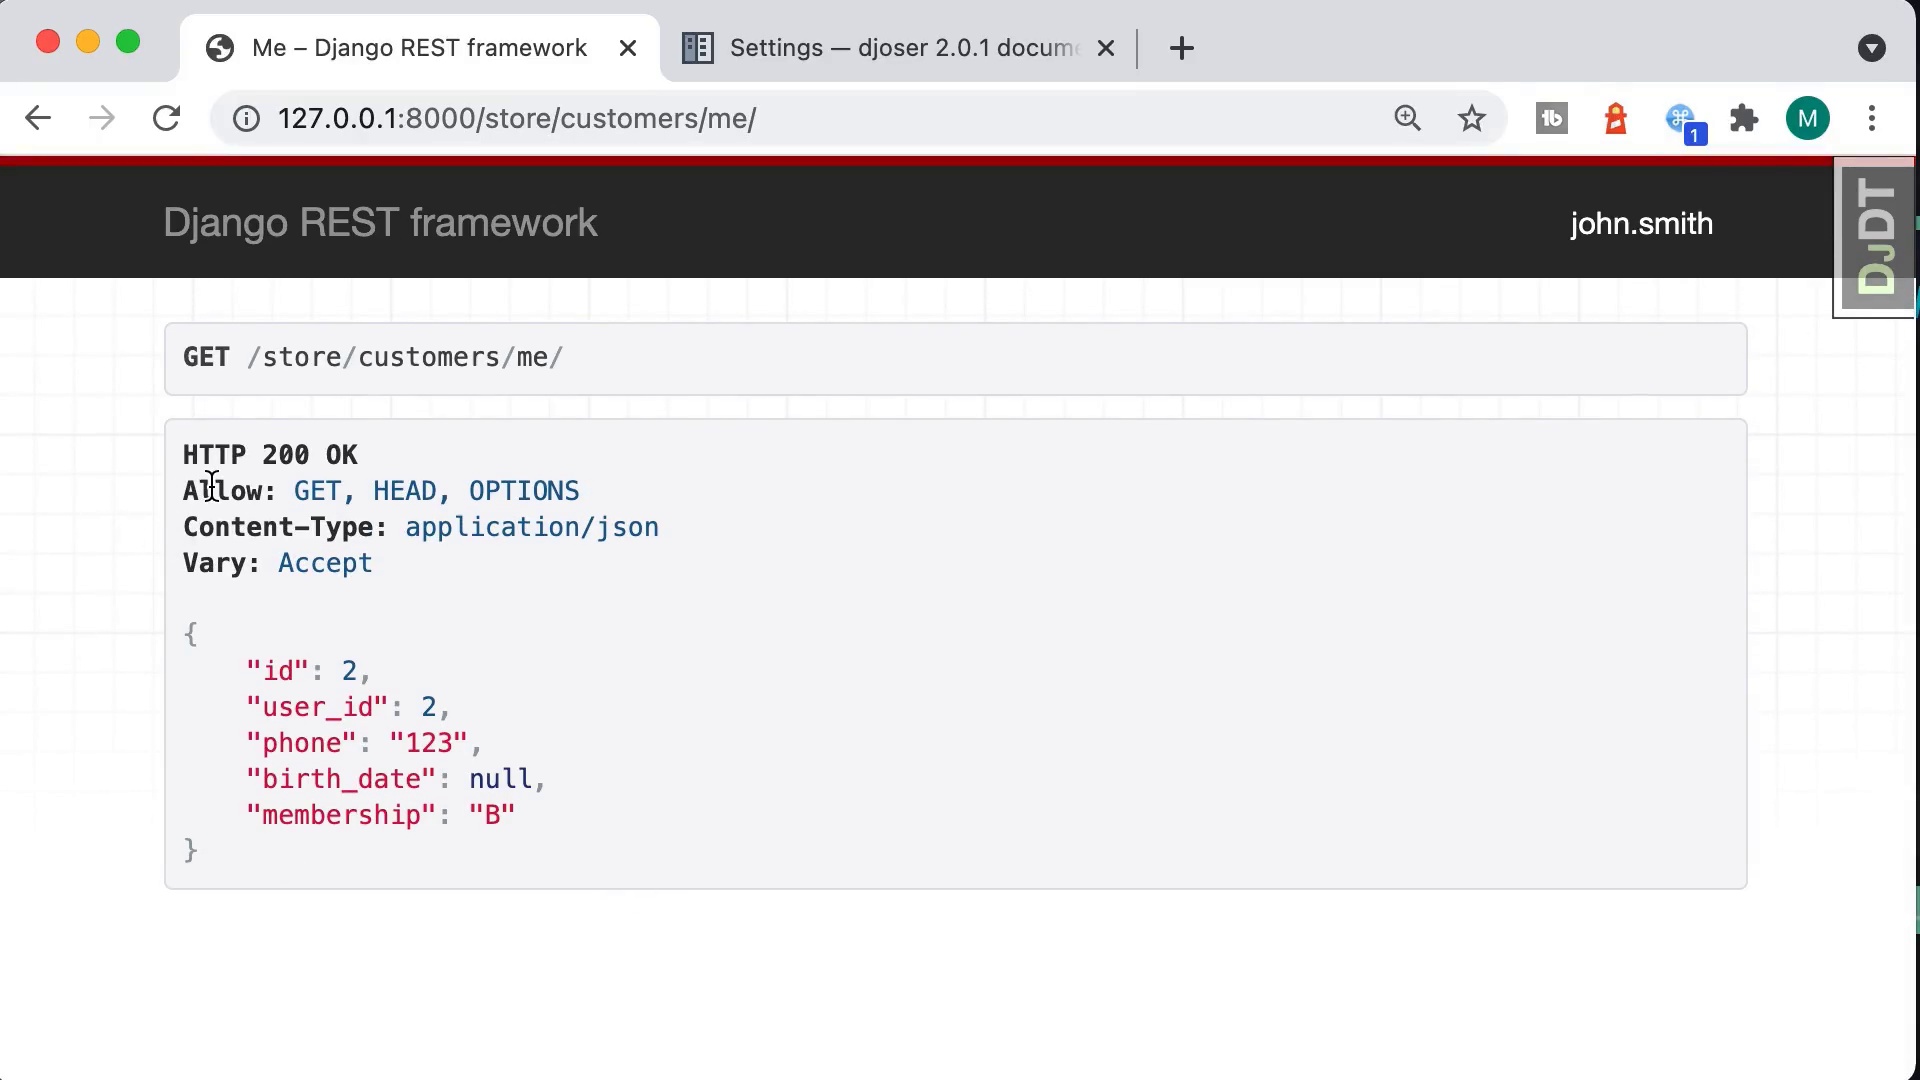 Me – Django REST framework
Settings — djoser 2.0.1 docum
127.0.0.1:8000/store/customers/me/
1
M
Django REST framework
john.smith
DJDT
GET /store/customers/me/
HTTP 200 OK
Allow: GET, HEAD, OPTIONS
Content-Type: application/json
Vary: Accept
{
"id": 2,
"user_id": 2,
"phone": "123",
"birth_date": null,
"membership": "B"
}